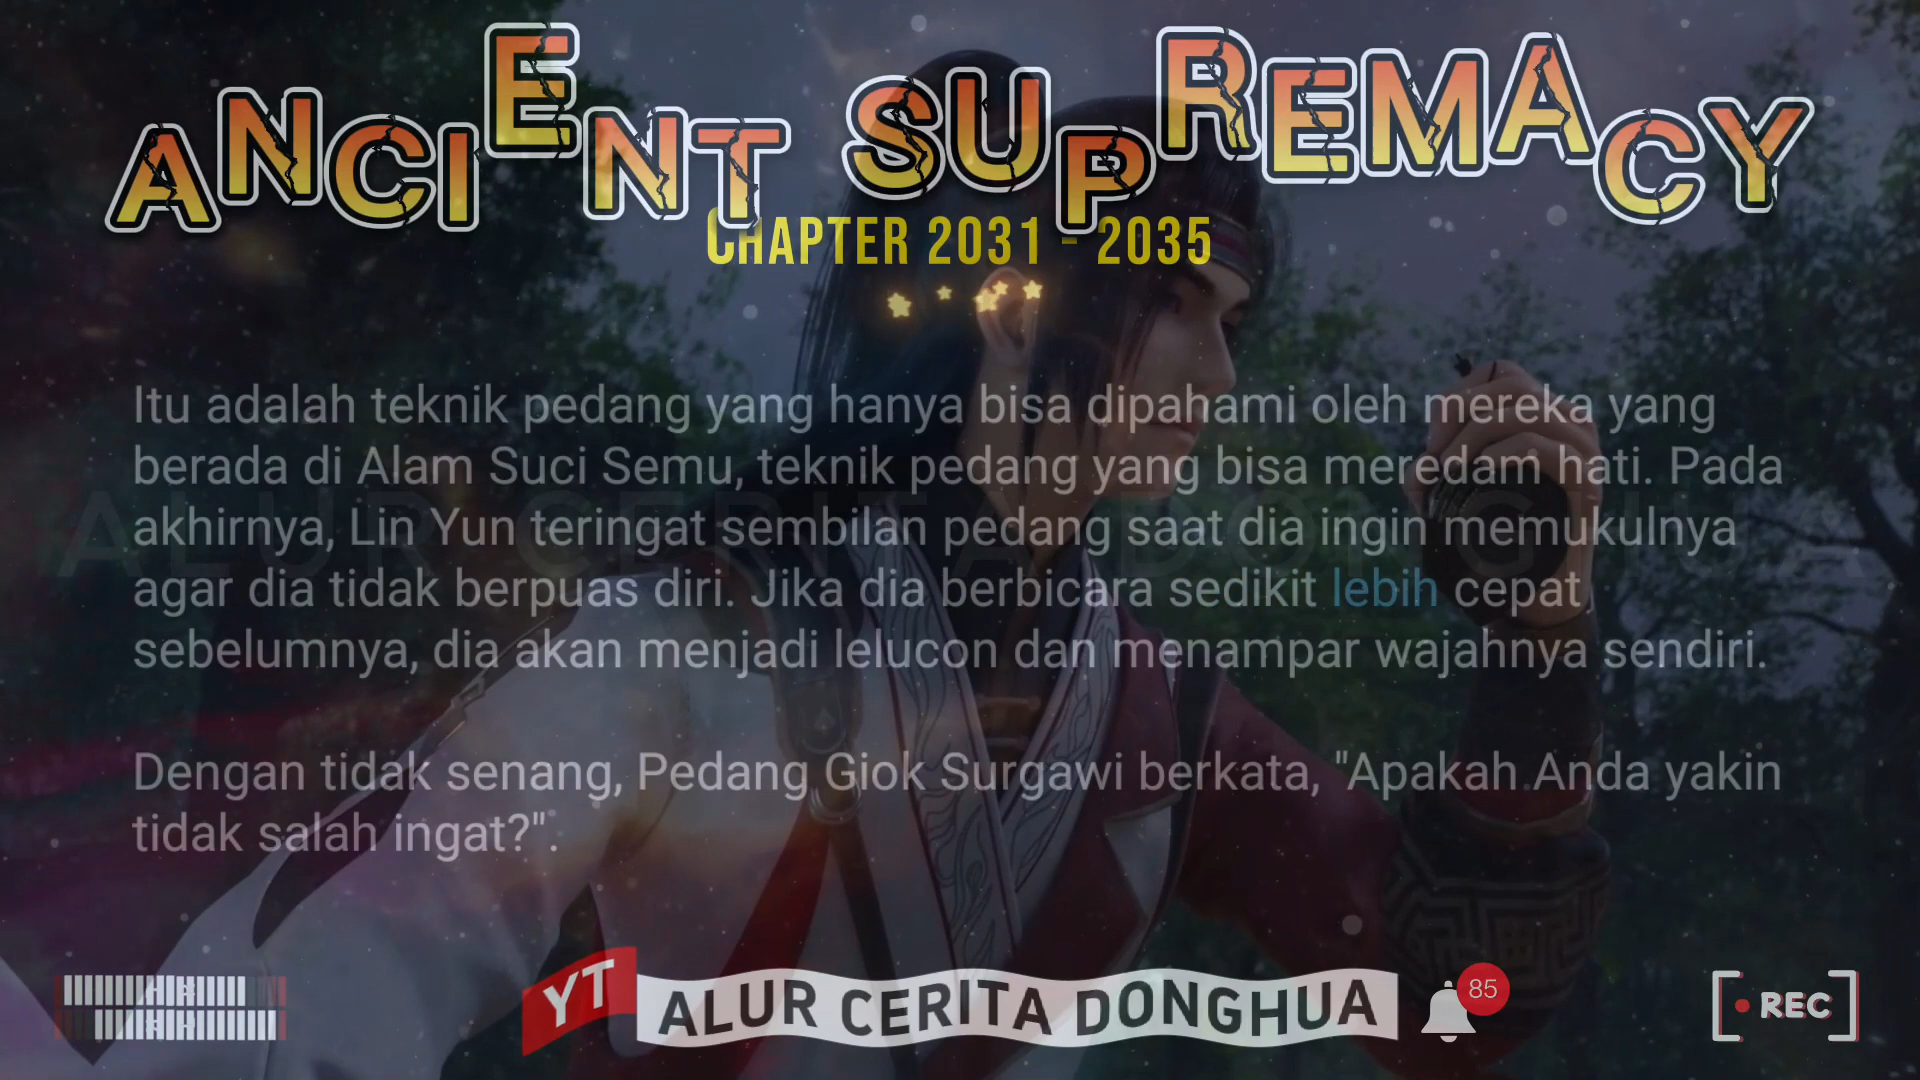 ANCIENT SUPREMACY
CHAPTER 2031 - 2035
Itu adalah teknik pedang yang hanya bisa dipahami oleh mereka yang
berada di Alam Suci Semu, teknik pedang yang bisa meredam hati. Pada
akhirnya, Lin Yun teringat sembilan pedang saat dia ingin memukulnya
agar dia tidak berpuas diri. Jika dia berbicara sedikit lebih cepat
sebelumnya, dia akan menjadi lelucon dan menampar wajahnya sendiri.
Dengan tidak senang, Pedang Giok Surgawi berkata, "Apakah Anda yakin
tidak salah ingat?".
YT ALUR CERITA DONGHUA
85
REC